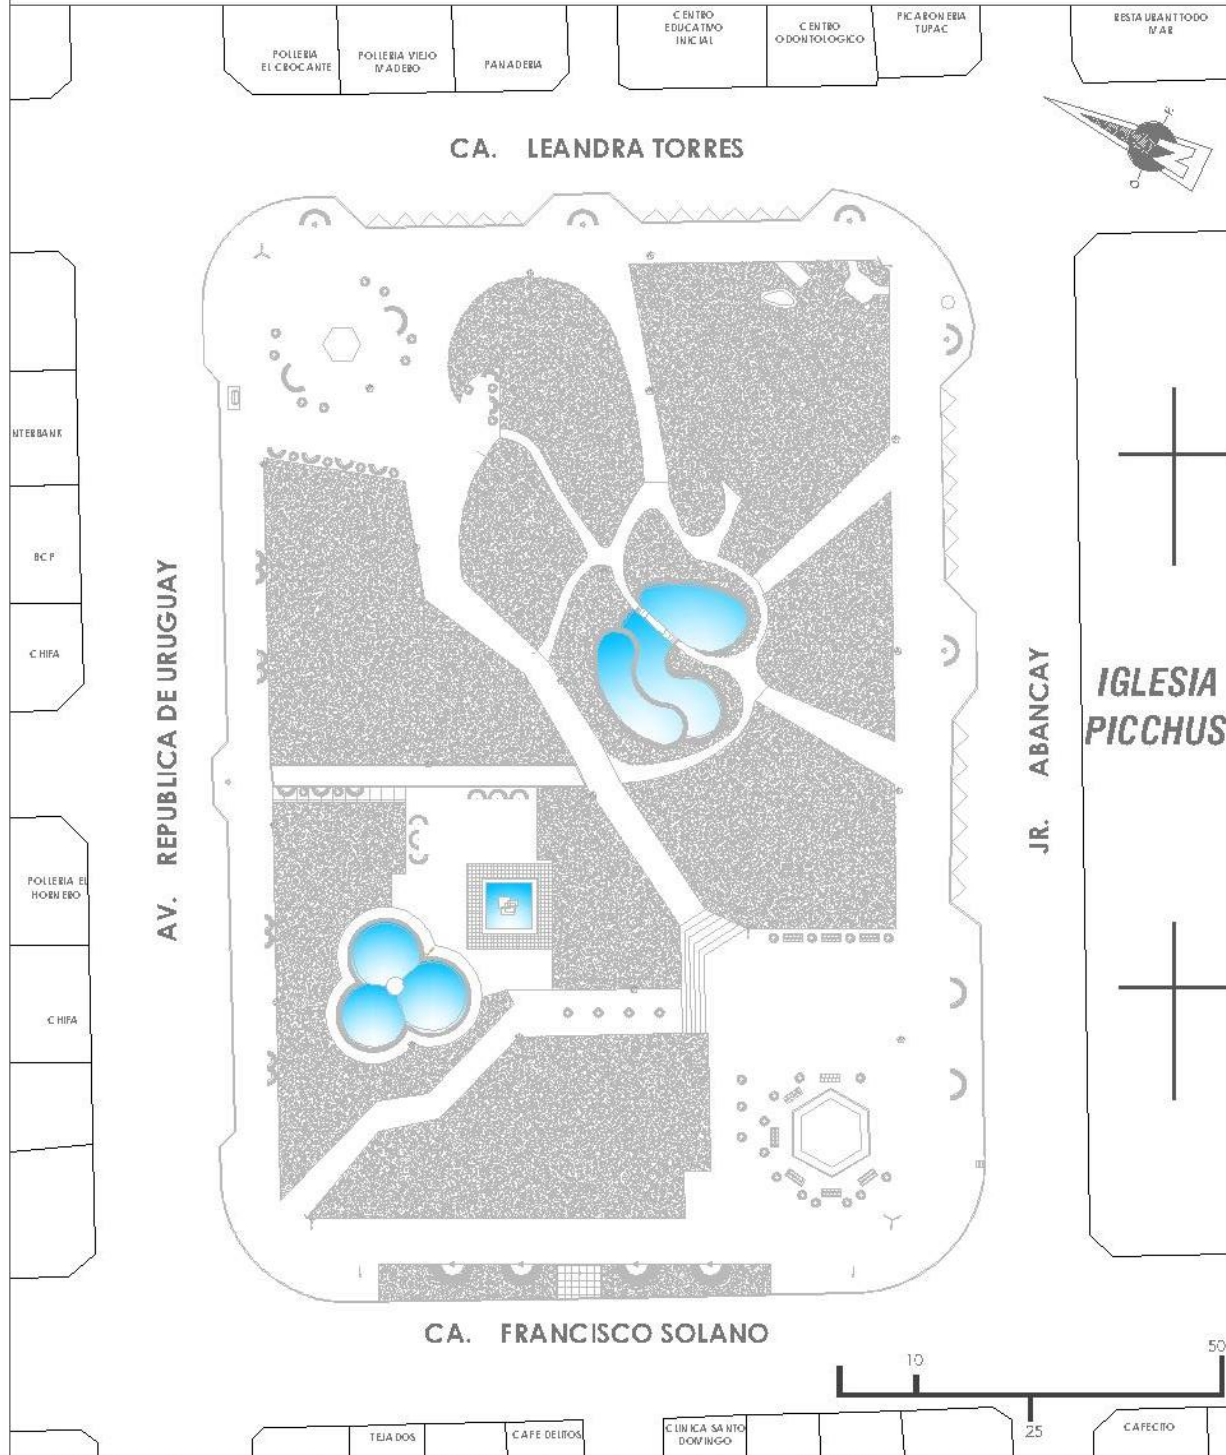 CENTRO
EDUCATIVO
INICIAL
PICARONERIA
TUPAC
RESTAURANT TODO
MAR
CENTRO
ODONTOLOGICO
POLLERIA
EL CROCANTE
POLLERIA VIEJO
MADERO
PANADERIA
CA. LEANDRA TORRES
E
O
NTERBANK
BCP
CHIFA
AV. REPUBLICA DE URUGUAY
JR. ABANCAY
IGLESIA
PICCHUS
POLLERIA EL
HORNERO
CHIFA
CA. FRANCISCO SOLANO
10
50
25
TEJADOS
CAFE DELITOS
CLINICA SANTO
DOMINGO
CAFECITO